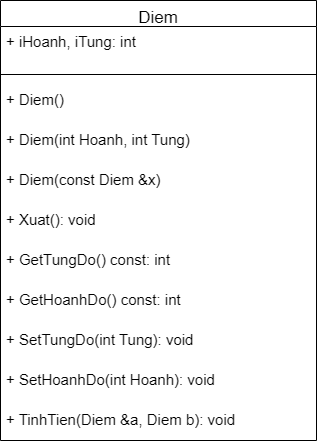 Diem
+ iHoanh, iTung: int
+ Diem()
+ Diem(int Hoanh, int Tung)
+ Diem(const Diem &x)
+ Xuat(): void
+ GetTungDo() const: int
+ GetHoanhDo() const: int
+ SetTungDo(int Tung): void
+ SetHoanhDo(int Hoanh): void
+ TinhTien(Diem &a, Diem b): void